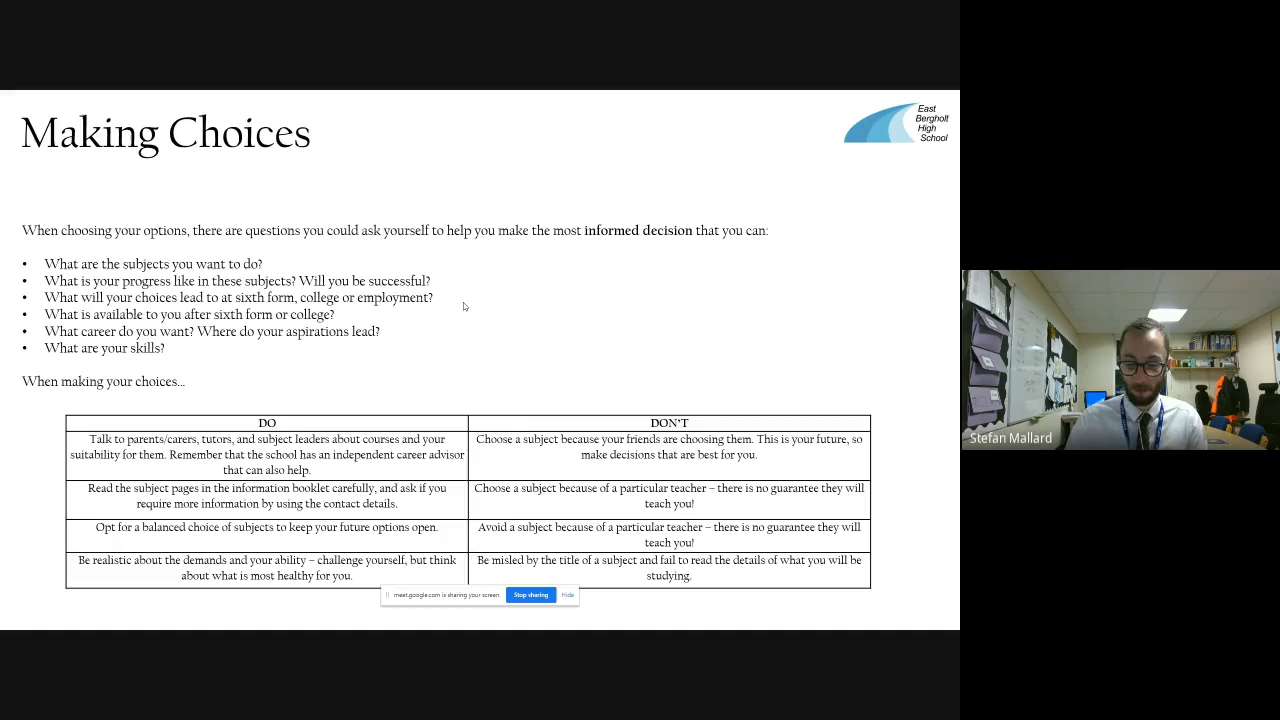 Making Choices
East
Bergholt
High
School
When choosing your options, there are questions you could ask yourself to help you make the most informed decision that you can:
• What are the subjects you want to do?
• What is your progress like in these subjects? Will you be successful?
• What will your choices lead to at sixth form, college or employment?
• What is available to you after sixth form or college?
• What career do you want? Where do your aspirations lead?
• What are your skills?
When making your choices...
DO
DON'T
Talk to parents/carers, tutors, and subject leaders about courses and your
suitability for them. Remember that the school has an independent career advisor
that can also help.
Choose a subject because your friends are choosing them. This is your future, so
make decisions that are best for you.
Read the subject pages in the information booklet carefully, and ask if you
require more information by using the contact details.
Choose a subject because of a particular teacher – there is no guarantee they will
teach you!
Opt for a balanced choice of subjects to keep your future options open.
Avoid a subject because of a particular teacher – there is no guarantee they will
teach you!
Be realistic about the demands and your ability – challenge yourself, but think
about what is most healthy for you.
Be misled by the title of a subject and fail to read the details of what you will be
studying.
meet.google.com is sharing your screen.
Stop sharing
Hide
Stefan Mallard